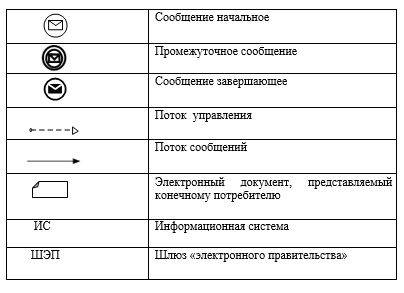 Сообщение начальное
Промежуточное сообщение
Сообщение завершающее
Поток управления
Поток сообщений
Электронный документ, представляемый
конечному потребителю
ИС Информационная система
ШЭП Шлюз «электронного правительства»